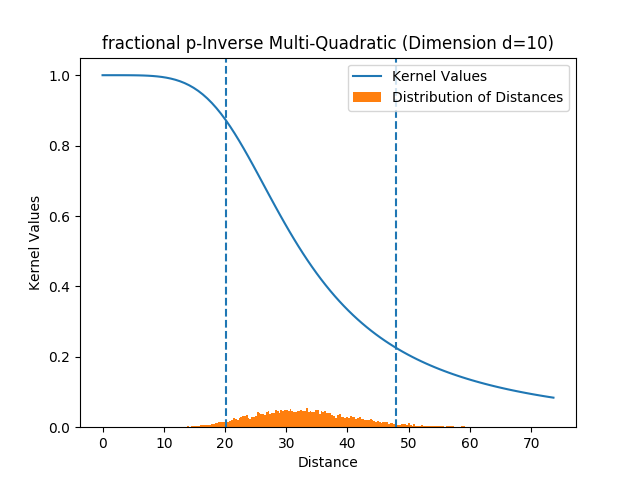 fractional p-Inverse Multi-Quadratic (Dimension d=10)
Kernel Values
Distribution of Distances
1.0
0.8
0.6
0.4
0.2
0.0
Kernel Values
0
10
20
30
40
50
60
70
Distance